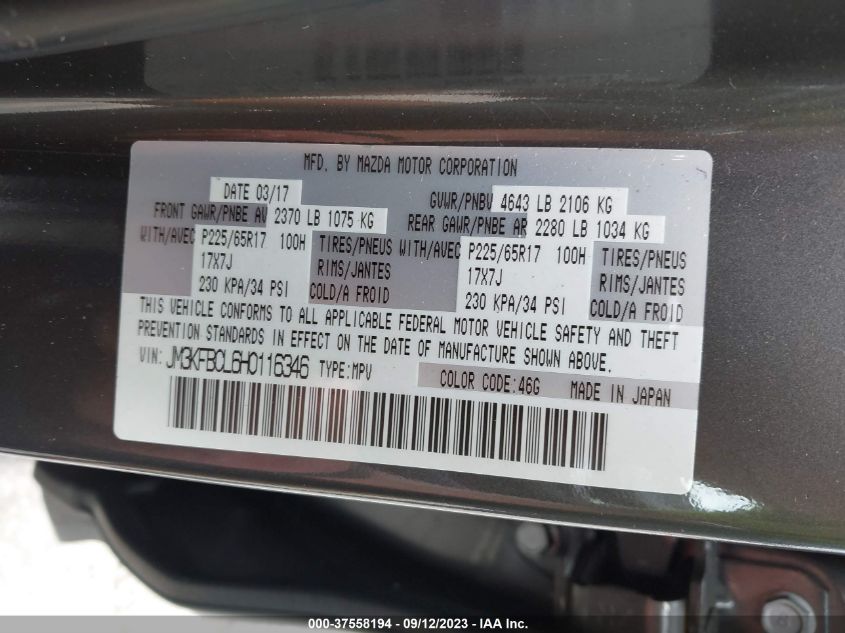 MFD. BY MAZDA MOTOR CORPORATION
DATE 03/17 GVWR/PNBV 4643 LB 2106 KG
FRONT GAWR/PNBE AV 2370 LB 1075 KG REAR GAWR/PNBE AR 2280 LB 1034 KG
WITH/AVEC P225/65R17 100H TIRES/PNEUS WITH/AVEC P225/65R17 100H TIRES/PNEUS
17X7J RIMS/JANTES 17X7J RIMS/JANTES
230 KPA/34 PSI COLD/A FROID 230 KPA/34 PSI COLD/A FROID
THIS VEHICLE CONFORMS TO ALL APPLICABLE FEDERAL MOTOR VEHICLE SAFETY AND THEFT
PREVENTION STANDARDS IN EFFECT ON THE DATE OF MANUFACTURE SHOWN ABOVE.
VIN: JM3KFBCL6H0116346 TYPE:MPV COLOR CODE:46G MADE IN JAPAN
000-37558194 - 09/12/2023 - IAA Inc.